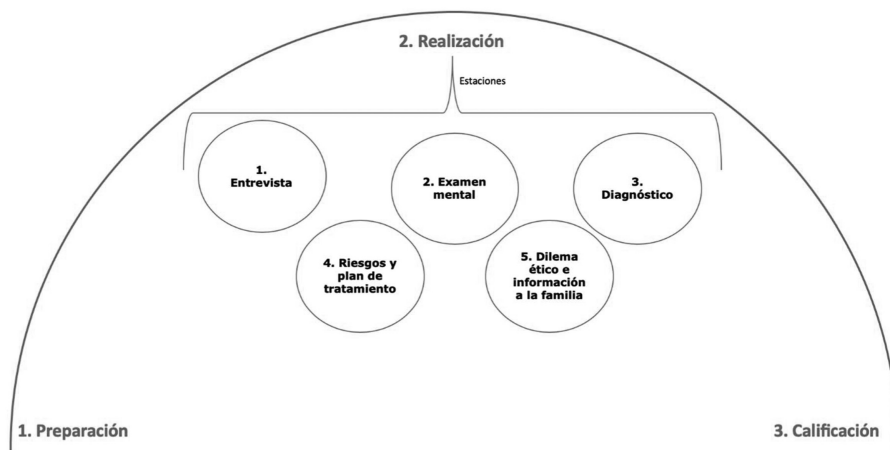 2. Realización
Estaciones
1.
Entrevista
2. Examen
mental
3.
Diagnóstico
4. Riesgos y
plan de
tratamiento
5. Dilema
ético e
información
a la familia
1. Preparación
3. Calificación